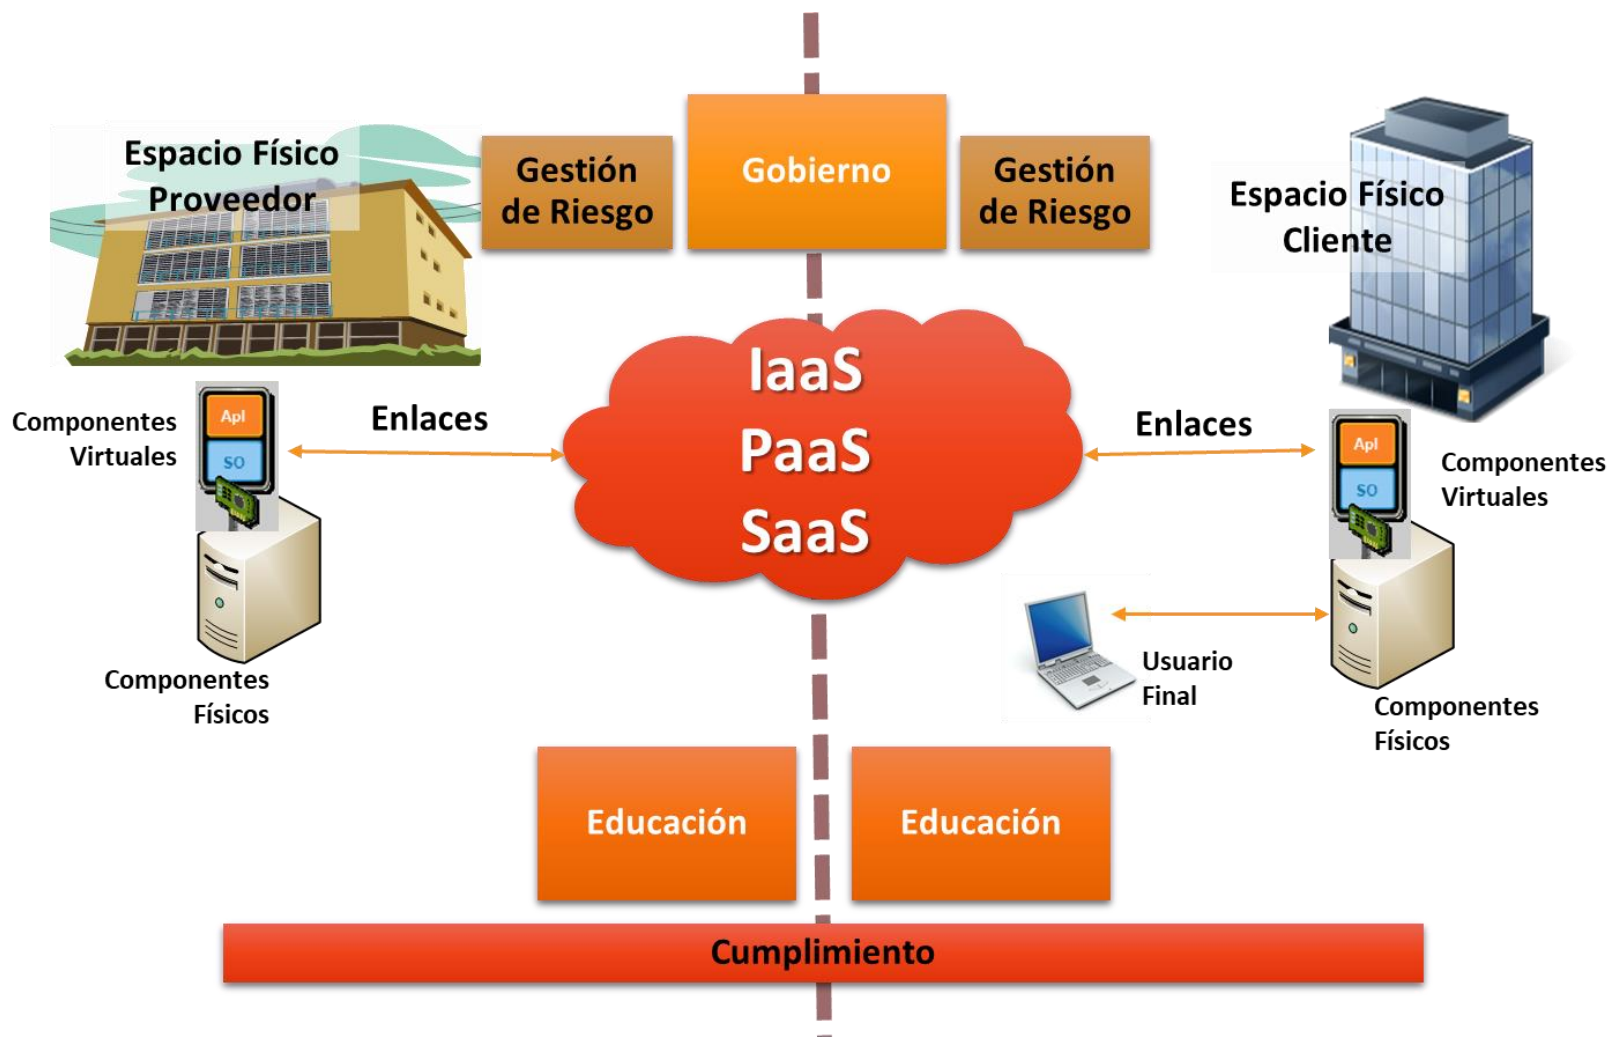 Espacio Físico
Proveedor
Gestión
de Riesgo
Gobierno
Gestión
de Riesgo
Espacio Físico
Cliente
Componentes
Virtuales
Apl
SO
Enlaces
IaaS
PaaS
SaaS
Enlaces
Apl
SO
Componentes
Virtuales
Componentes
Físicos
Usuario
Final
Componentes
Físicos
Educación
Educación
Cumplimiento